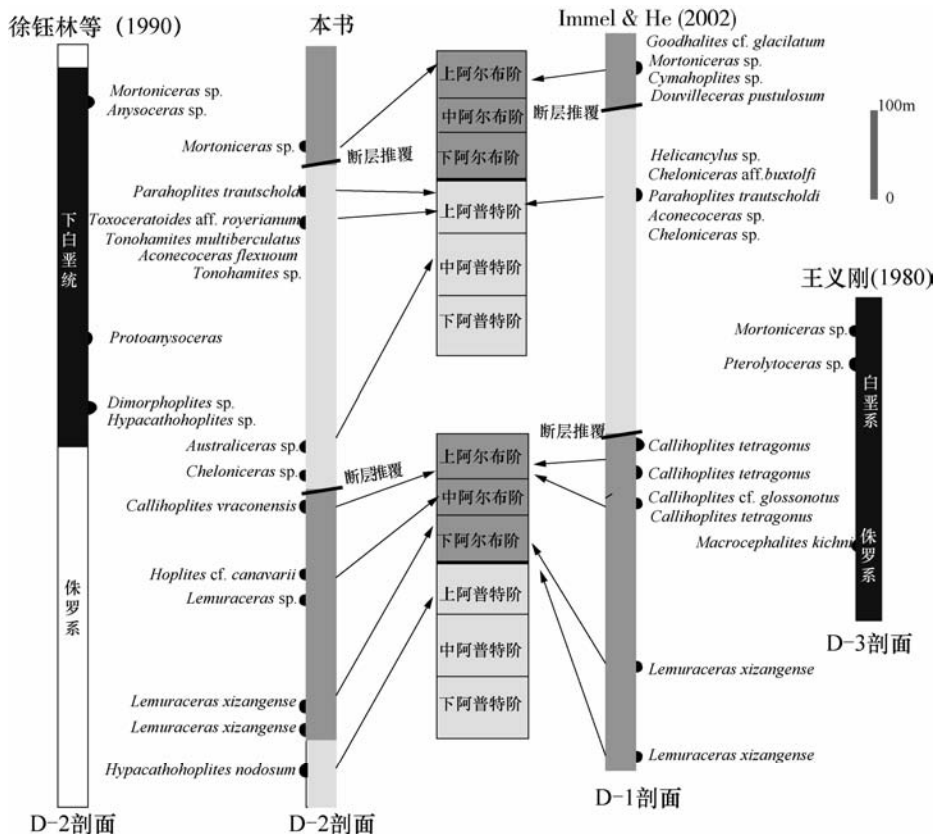 徐钰林等（1990）
Mortoniceras sp.
Anysoceras sp.
下白垩统
Protoanysoceras
Dimorphoplites sp.
Hypacathohoplites sp.
侏罗系
D-2剖面
本书
Mortoniceras sp.
断层推覆
Parahoplites trautschold
Toxoceratoides aff. royerianum
Tonohamites multiberculatus
Aconecoceras flexuoum
Tonohamites sp.
Australiceras sp.
Cheloniceras sp.
断层推覆
Callihoplites vraconensis
Hoplites cf. canavarii
Lemuraceras sp.
Lemuraceras xizangense
Lemuraceras xizangense
Hypacathohoplites nodosum
D-2剖面
上阿尔布阶
中阿尔布阶
下阿尔布阶
上阿普特阶
中阿普特阶
下阿普特阶
上阿尔布阶
中阿尔布阶
下阿尔布阶
上阿普特阶
中阿普特阶
下阿普特阶
Immel & He (2002)
Goodhalites cf. glacilatum
Mortoniceras sp.
Cymahoplites sp.
Douvilleceras pustulosum
断层推覆
Helicancylus sp.
Cheloniceras aff.buxtolfi
Parahoplites trautscholdi
Aconecoceras sp.
Cheloniceras sp.
断层推覆
Callihoplites tetragonus
Callihoplites tetragonus
Callihoplites cf. glossonotus
Callihoplites tetragonus
Lemuraceras xizangense
Lemuraceras xizangense
D-1剖面
100m
0
王义刚(1980)
Mortoniceras sp.
Pterolytoceras sp.
白垩系
Macrocephalites kichni
侏罗系
D-3剖面